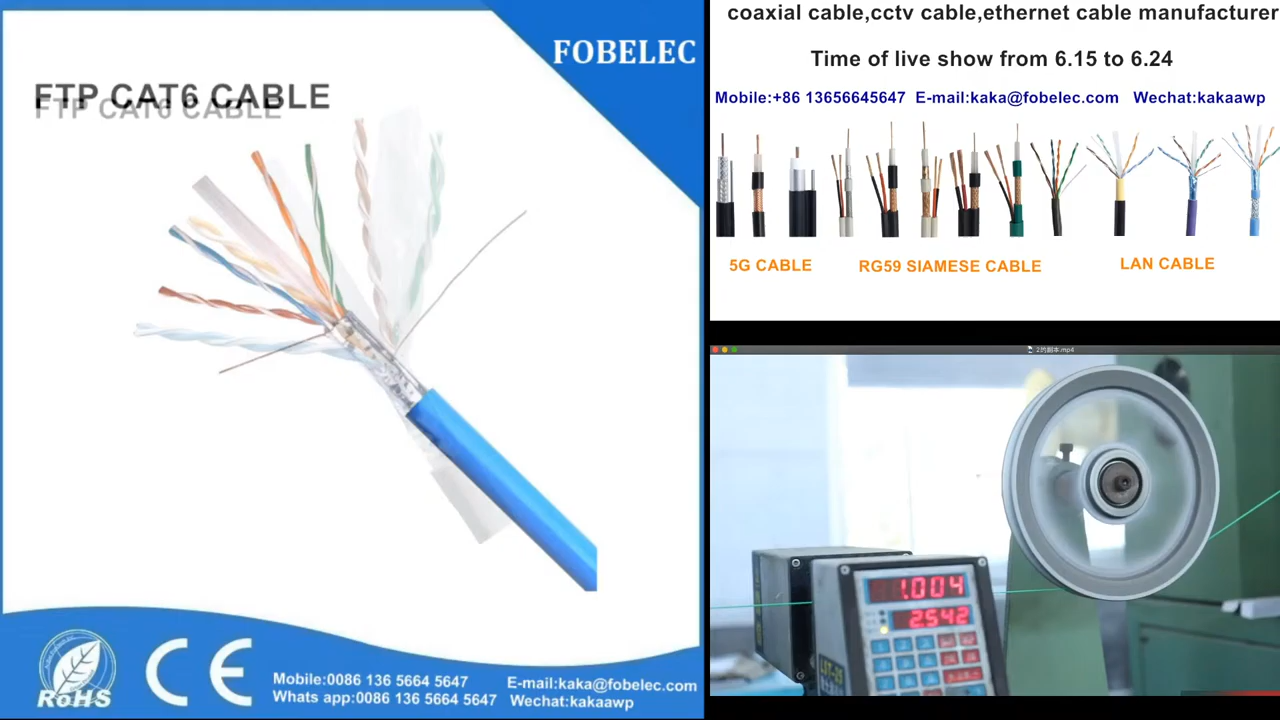 FOBELEC
FTP CAT6 CABLE
FTP CAT6 CABLE
RoHS
CE
Mobile:0086 136 5664 5647
Whats app:0086 136 5664 5647
E-mail:kaka@fobelec.com
Wechat:kakaawp
coaxial cable,cctv cable,ethernet cable manufacturer
Time of live show from 6.15 to 6.24
Mobile:+86 13656645647 E-mail:kaka@fobelec.com Wechat:kakaawp
5G CABLE
RG59 SIAMESE CABLE
LAN CABLE
1.004
2542